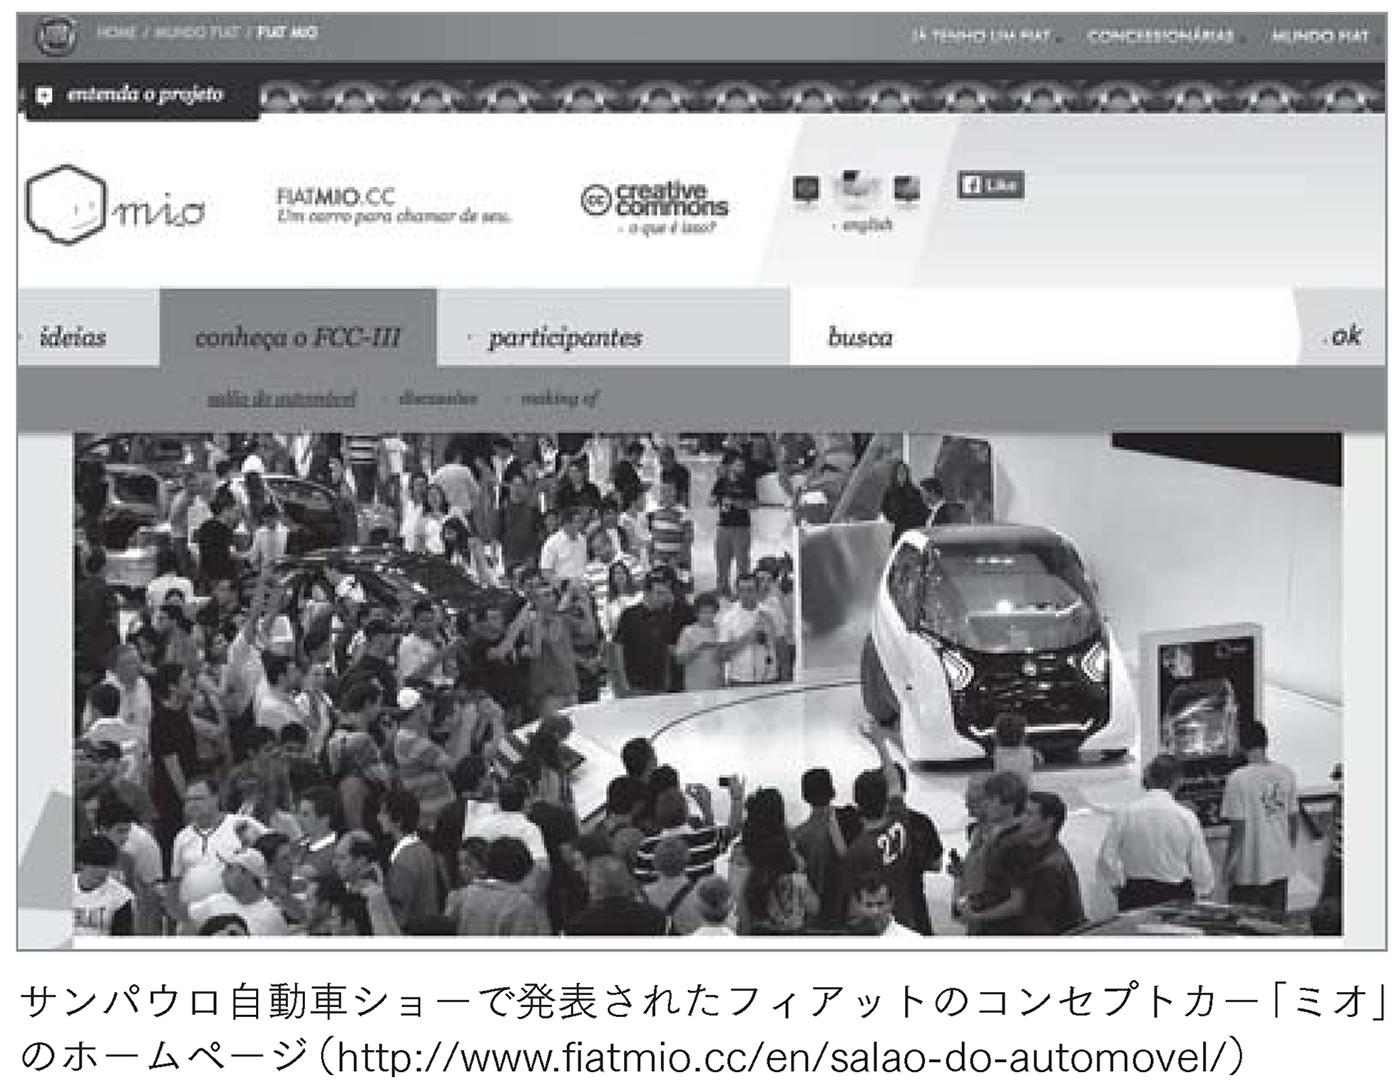 HOME / MUNDO FIAT / FIAT MIO
JÁ TENHO UM FIAT
CONCESSIONÁRIAS
MUNDO FIAT
entenda o projeto
mio
FIATMIO.CC
Um carro para chamar de seu.
cc creative commons
- o que é isso?
english
Like
ideias
conheça o FCC-III
participantes
busca
ok
salão do automóvel
discussões
making of
27
サンパウロ自動車ショーで発表されたフィアットのコンセプトカー「ミオ」
のホームページ（http://www.fiatmio.cc/en/salao-do-automovel/）